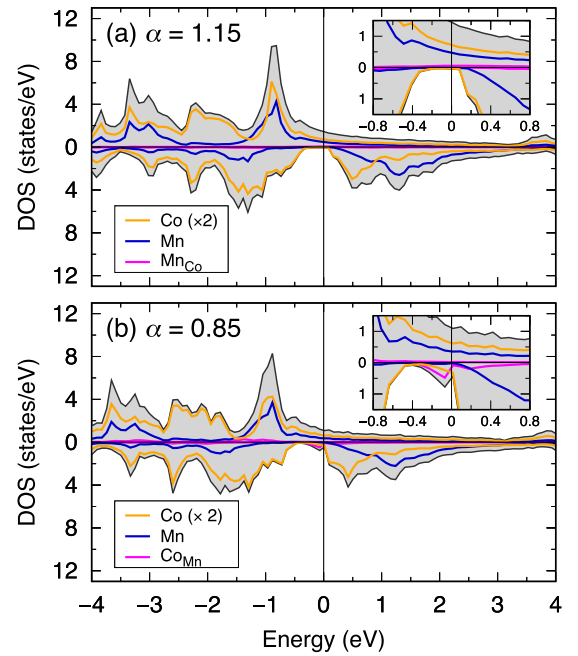 (a) α = 1.15
DOS (states/eV)
12
8
4
0
4
8
12
Co (×2)
Mn
Mn_Co
1
0
1
−0.8 −0.4 0 0.4 0.8
(b) α = 0.85
DOS (states/eV)
12
8
4
0
4
8
12
Co (× 2)
Mn
Co_Mn
1
0
1
−0.8 −0.4 0 0.4 0.8
−4 −3 −2 −1 0 1 2 3 4
Energy (eV)